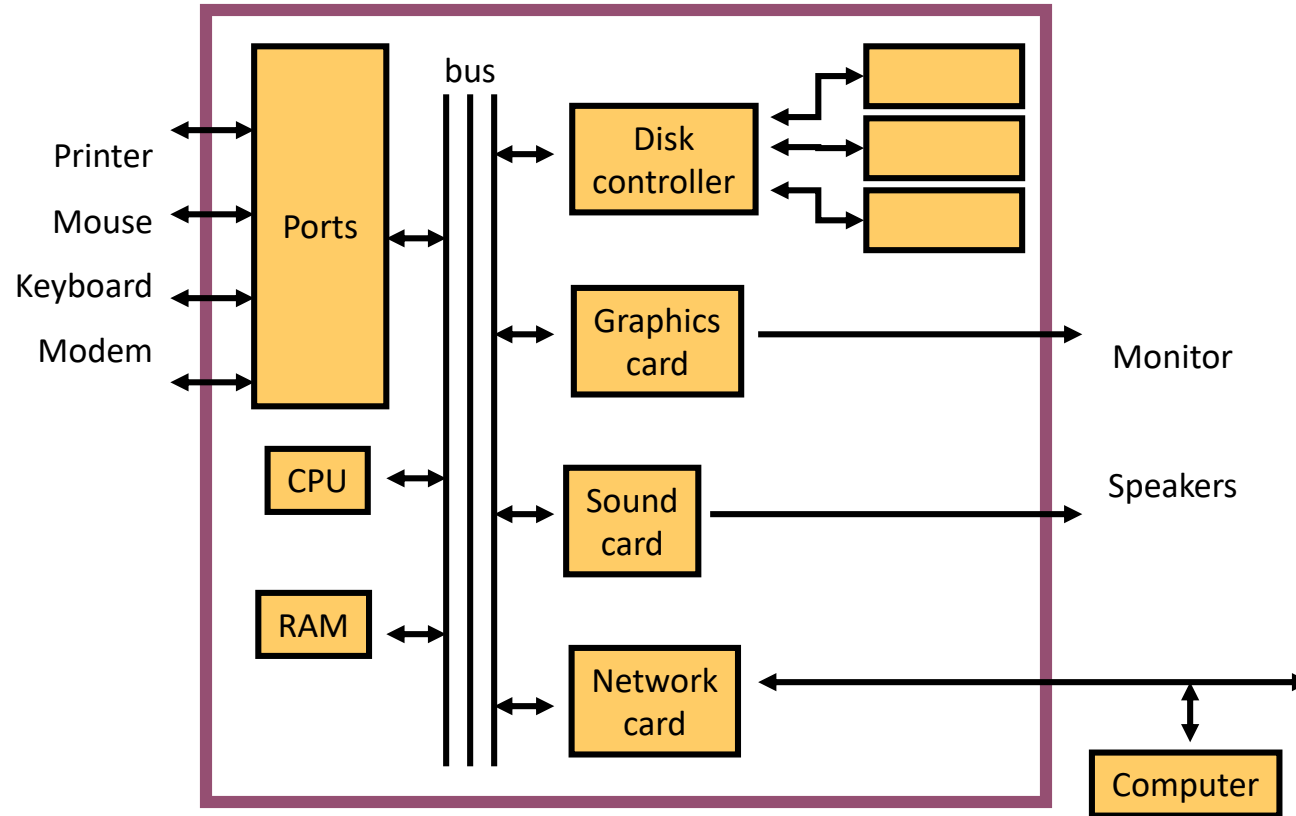 bus
Printer
Mouse
Keyboard
Modem
Ports
CPU
RAM
Disk
controller
Graphics
card
Sound
card
Network
card
Monitor
Speakers
Computer